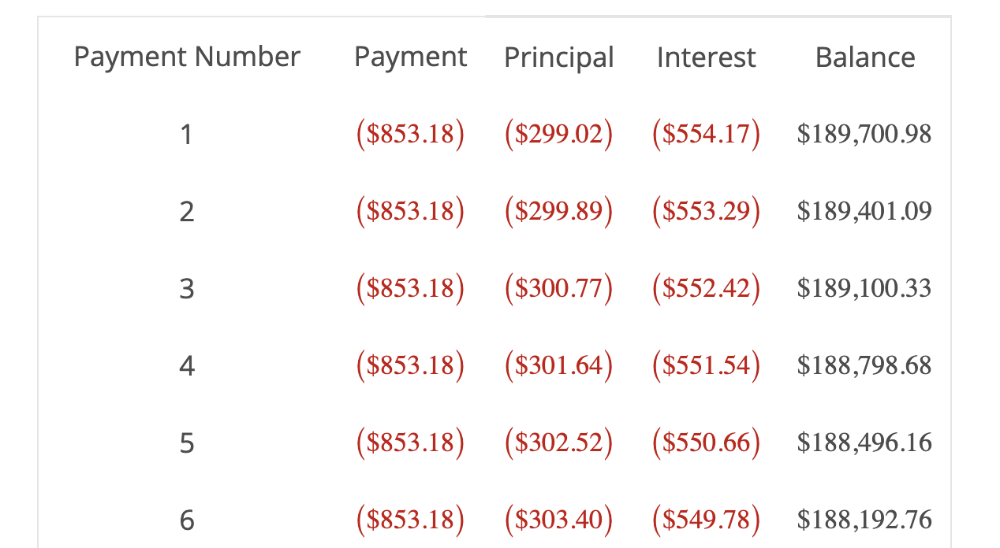 Payment Number Payment Principal Interest Balance
1 ($853.18) ($299.02) ($554.17) $189,700.98
2 ($853.18) ($299.89) ($553.29) $189,401.09
3 ($853.18) ($300.77) ($552.42) $189,100.33
4 ($853.18) ($301.64) ($551.54) $188,798.68
5 ($853.18) ($302.52) ($550.66) $188,496.16
6 ($853.18) ($303.40) ($549.78) $188,192.76